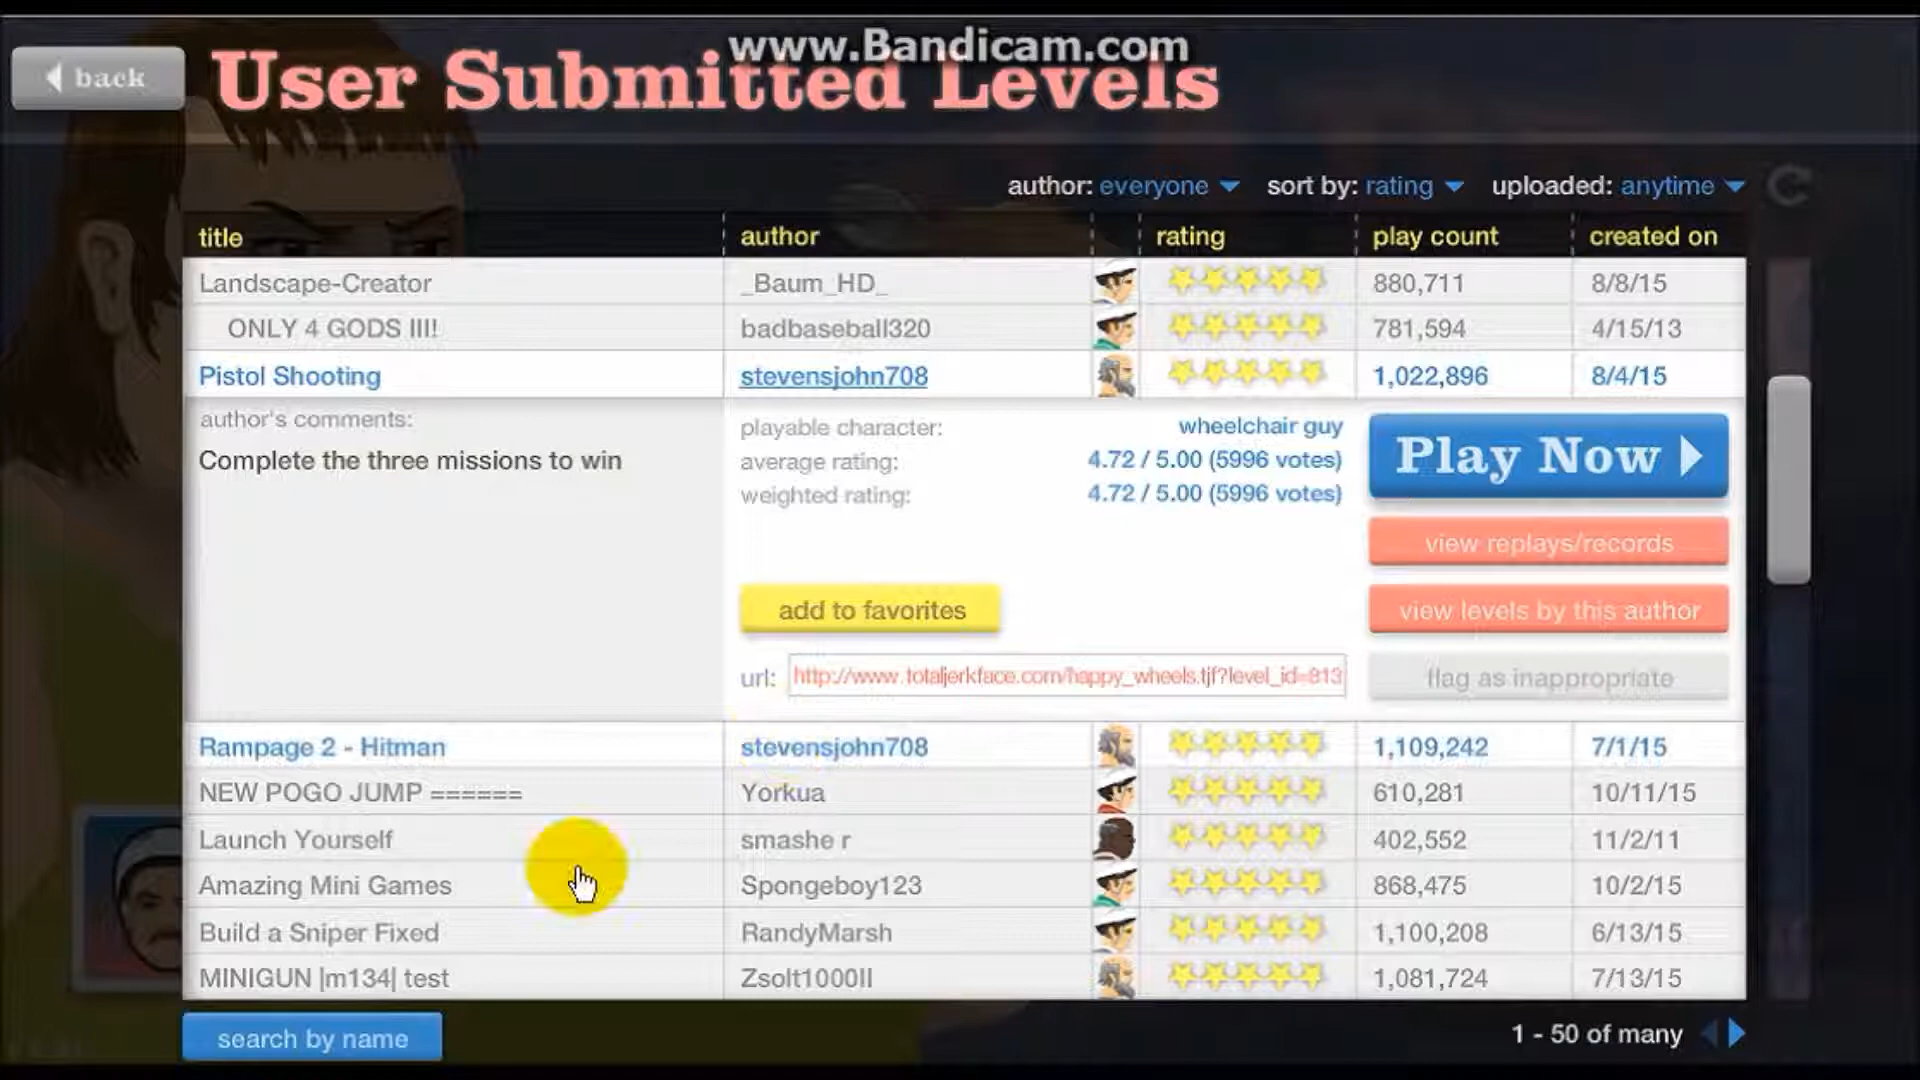 www.Bandicam.com
back
User Submitted Levels
author: everyone sort by: rating uploaded: anytime
title author rating play count created on
Landscape-Creator _Baum_HD_ 880,711 8/8/15
ONLY 4 GODS III! badbaseball320 781,594 4/15/13
Pistol Shooting stevensjohn708 1,022,896 8/4/15
author's comments:
Complete the three missions to win
playable character: wheelchair guy
average rating: 4.72 / 5.00 (5996 votes)
weighted rating: 4.72 / 5.00 (5996 votes)
Play Now
view replays/records
add to favorites
view levels by this author
url: http://www.totaljerkface.com/happy_wheels.tjf?level_id=813
flag as inappropriate
Rampage 2 - Hitman stevensjohn708 1,109,242 7/1/15
NEW POGO JUMP ====== Yorkua 610,281 10/11/15
Launch Yourself smashe r 402,552 11/2/11
Amazing Mini Games Spongeboy123 868,475 10/2/15
Build a Sniper Fixed RandyMarsh 1,100,208 6/13/15
MINIGUN |m134| test Zsolt1000II 1,081,724 7/13/15
search by name
1 - 50 of many